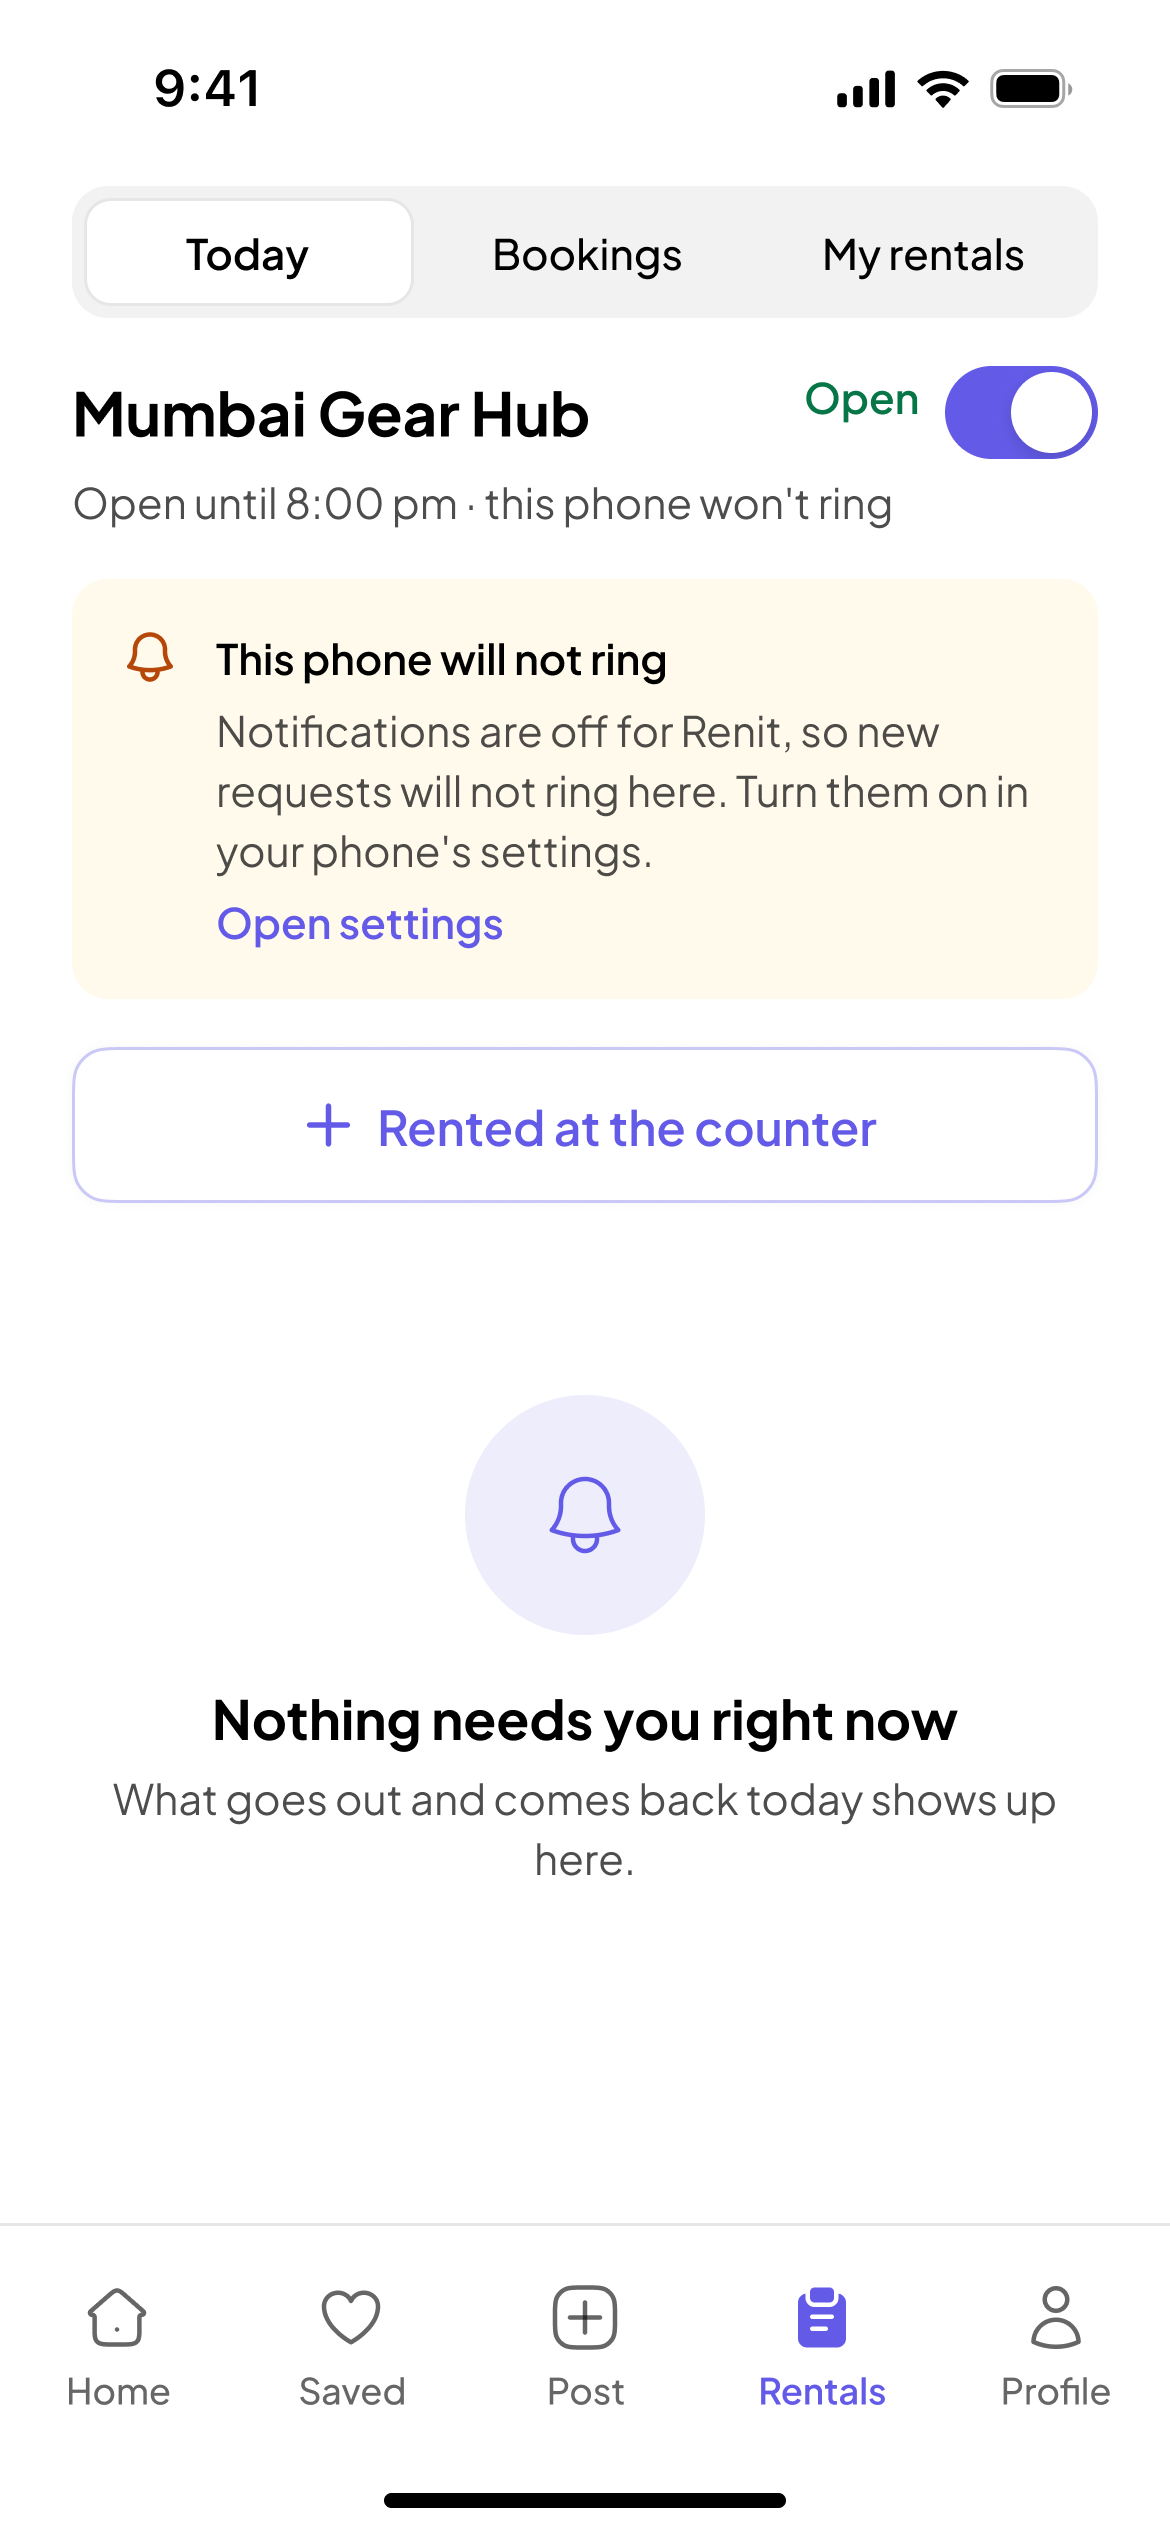 9:41
Today
Bookings
My rentals
Mumbai Gear Hub
Open
Open until 8:00 pm · this phone won't ring
This phone will not ring
Notifications are off for Renit, so new
requests will not ring here. Turn them on in
your phone's settings.
Open settings
Rented at the counter
Nothing needs you right now
What goes out and comes back today shows up
here.
Home
Saved
Post
Rentals
Profile